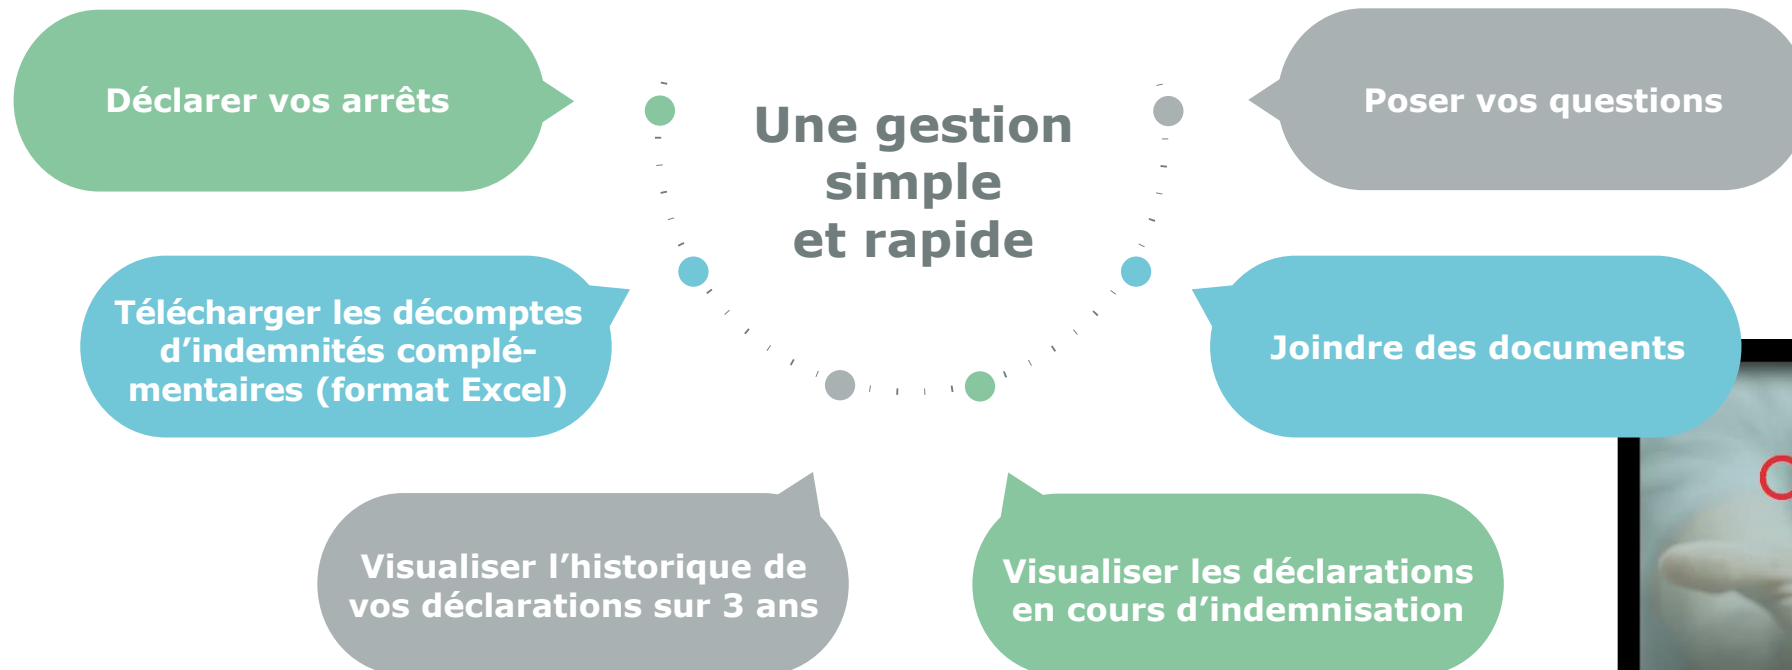 Déclarer vos arrêts
Une gestion
simple
et rapide
Poser vos questions
Télécharger les décomptes
d’indemnités complé-
mentaires (format Excel)
Joindre des documents
Visualiser l’historique de
vos déclarations sur 3 ans
Visualiser les déclarations
en cours d’indemnisation